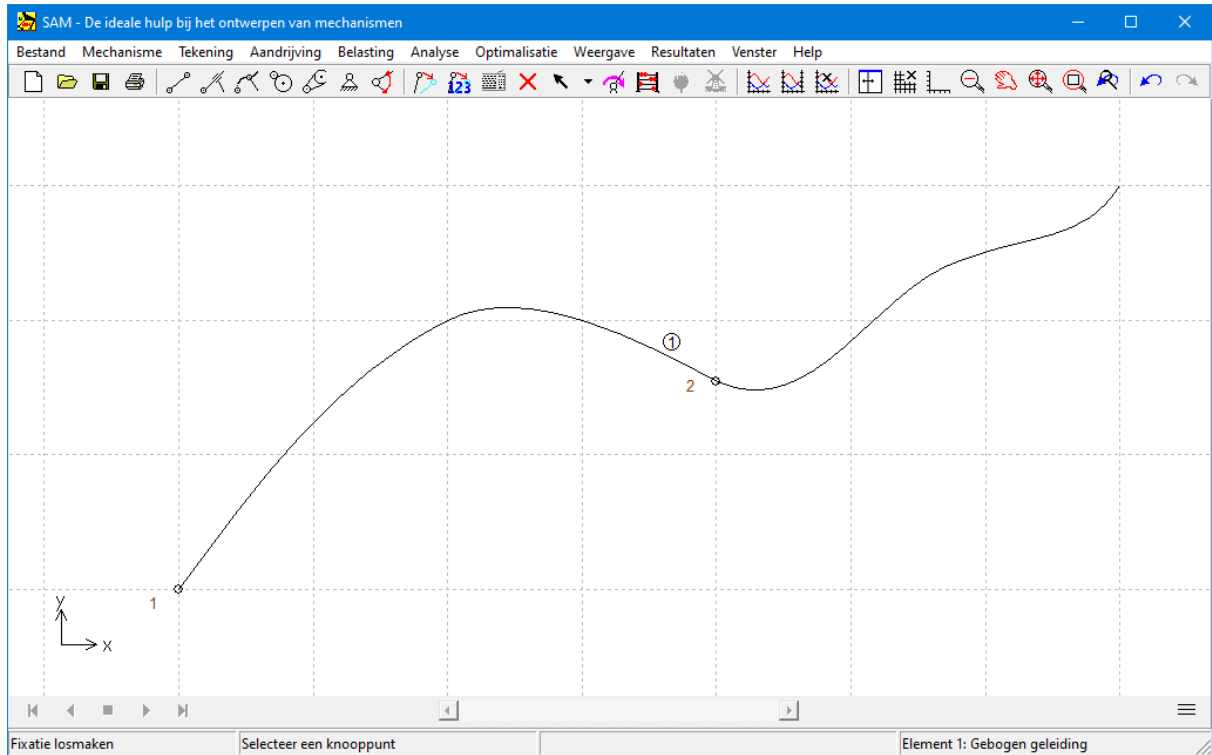 SAM - De ideale hulp bij het ontwerpen van mechanismen
Bestand Mechanisme Tekening Aandrijving Belasting Analyse Optimalisatie Weergave Resultaten Venster Help
123
1
2
1
y
x
Fixatie losmaken Selecteer een knooppunt Element 1: Gebogen geleiding